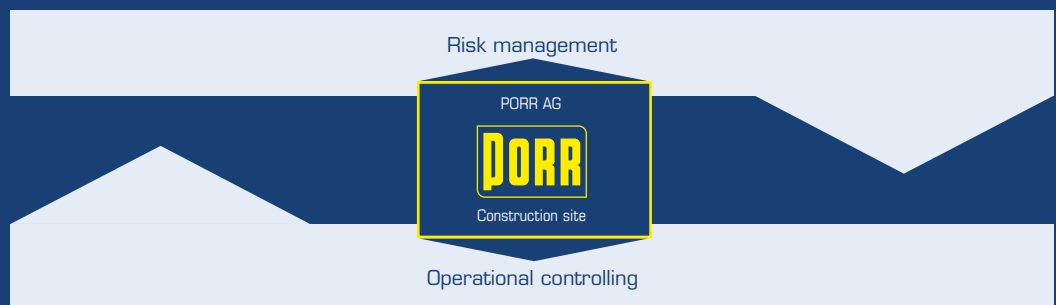 Risk management
PORR AG
PORR
Construction site
Operational controlling